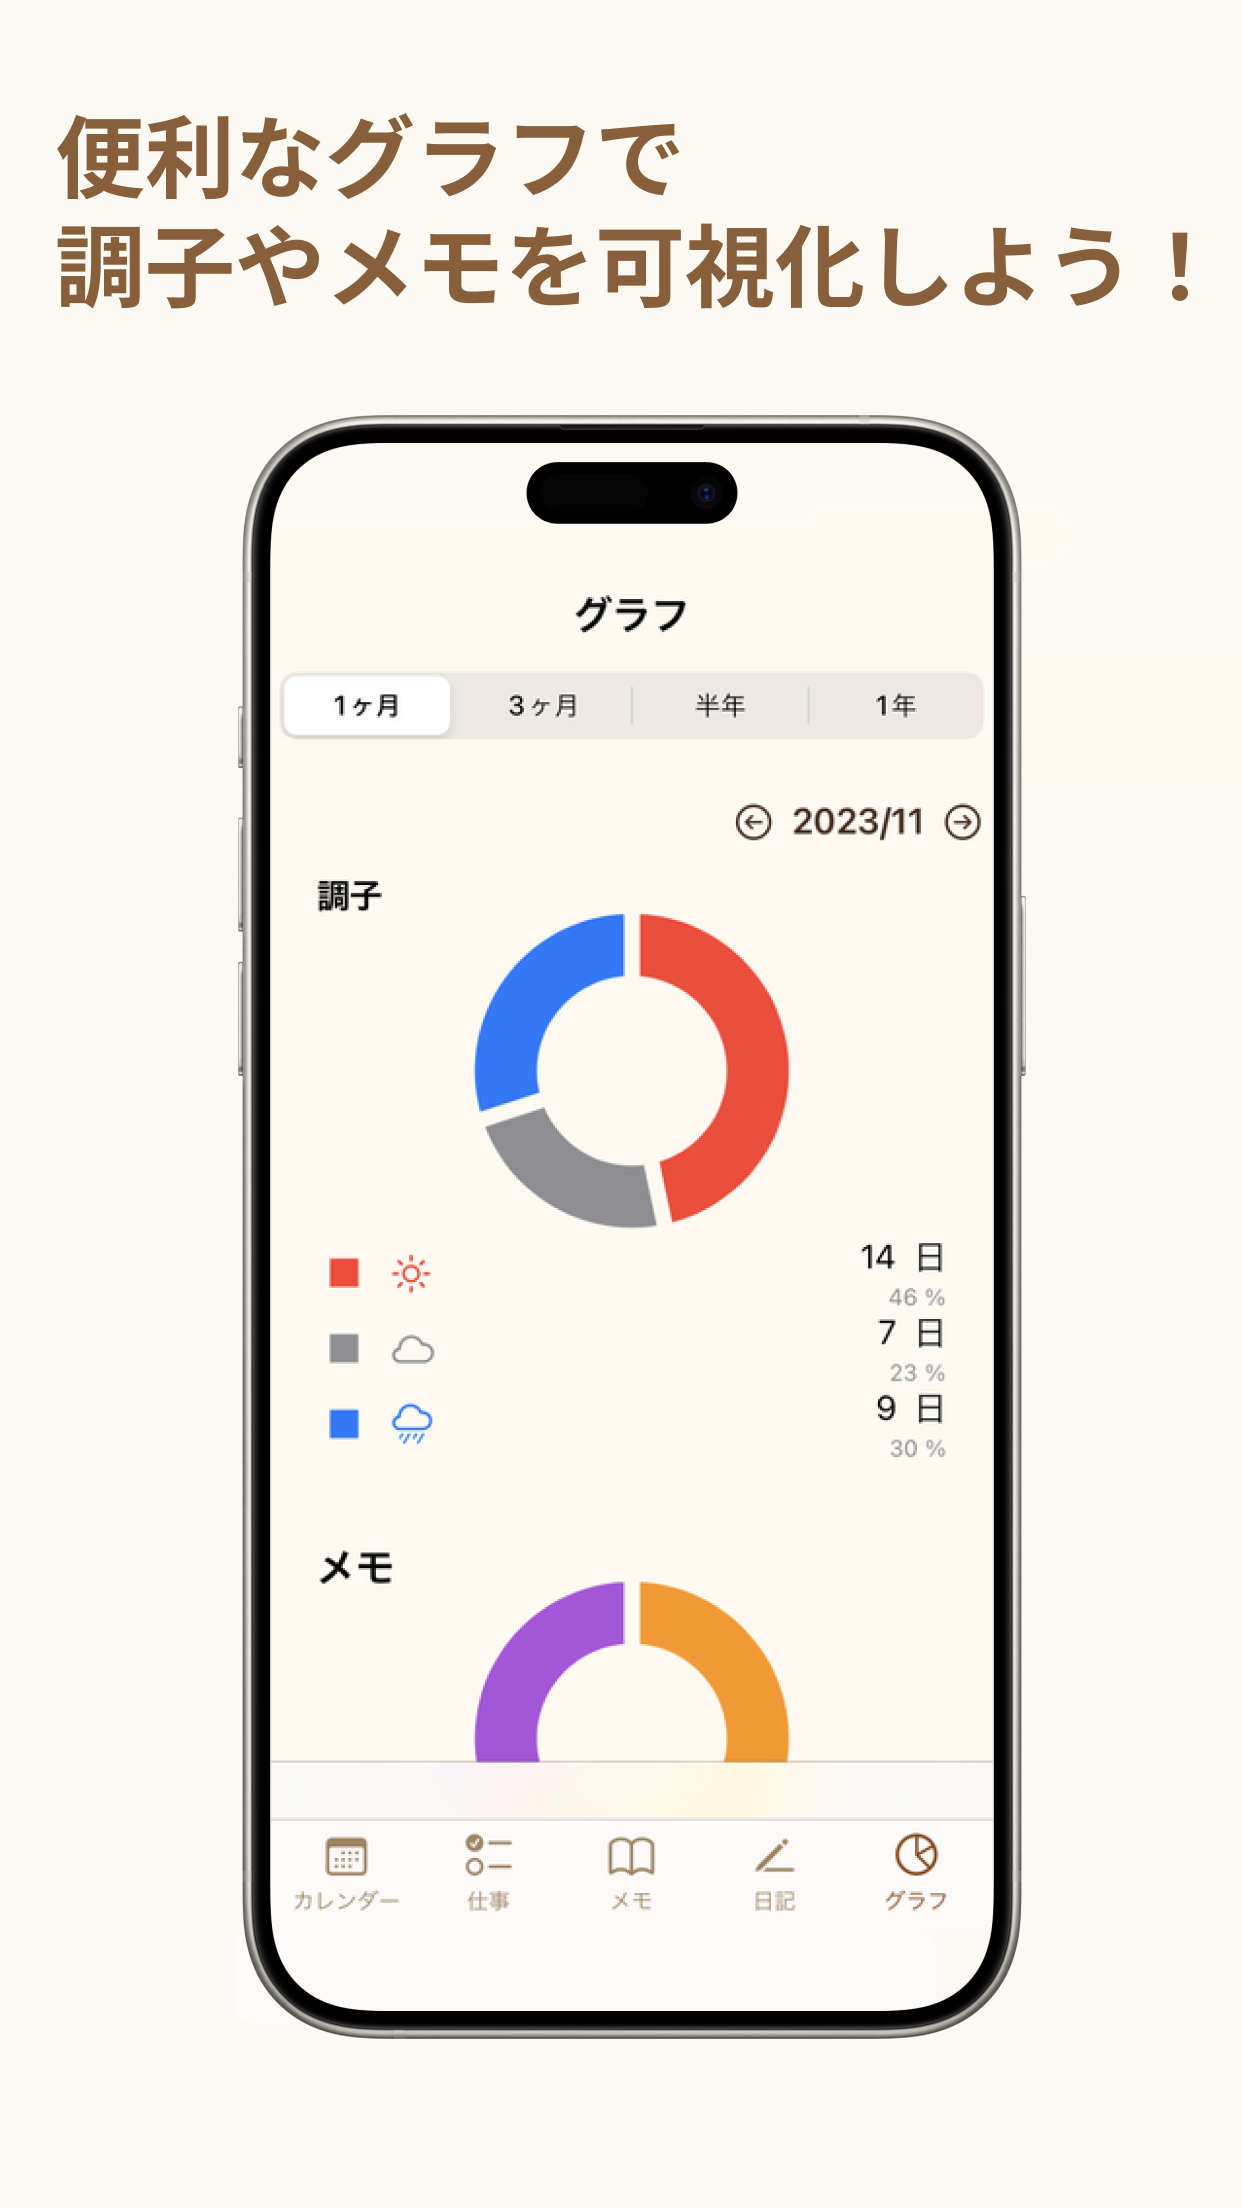 便利なグラフで
調子やメモを可視化しよう！
グラフ
1ヶ月 3ヶ月 半年 1年
2023/11
調子
14 日
46 %
7 日
23 %
9 日
30 %
メモ
カレンダー 仕事 メモ 日記 グラフ